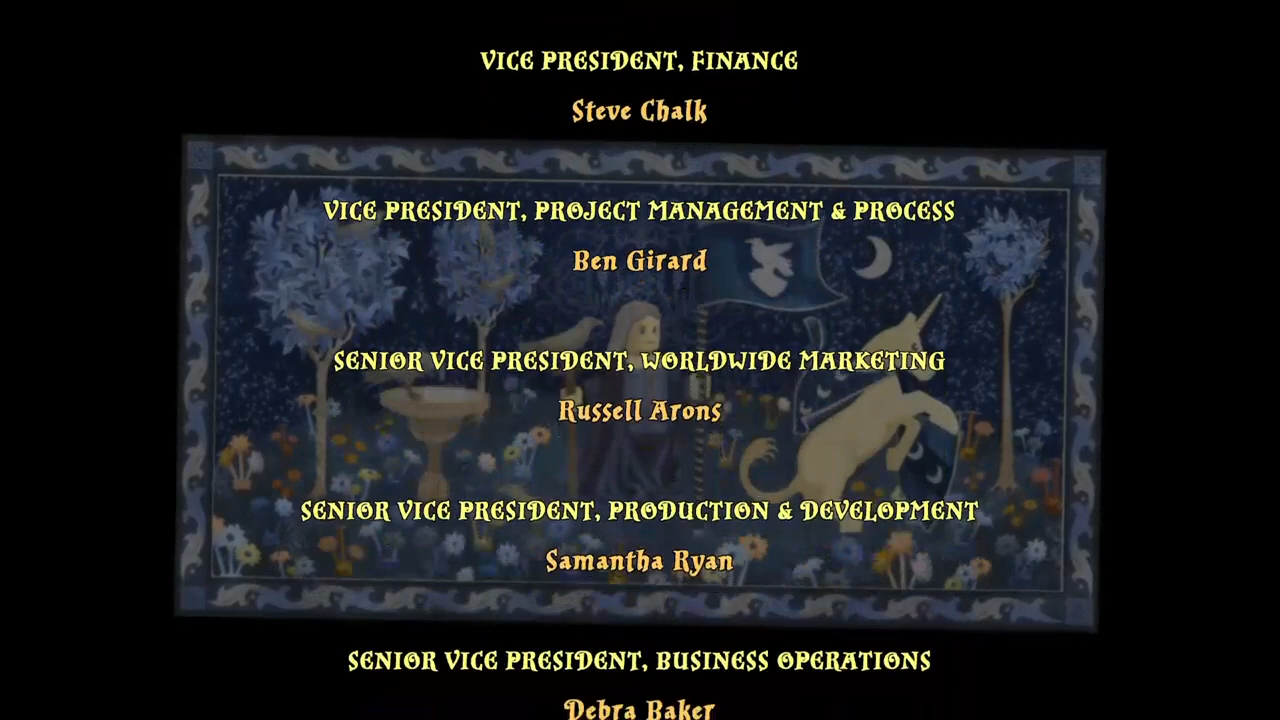 VICE PRESIDENT, FINANCE
Steve Chalk
VICE PRESIDENT, PROJECT MANAGEMENT & PROCESS
Ben Girard
SENIOR VICE PRESIDENT, WORLDWIDE MARKETING
Russell Arons
SENIOR VICE PRESIDENT, PRODUCTION & DEVELOPMENT
Samantha Ryan
SENIOR VICE PRESIDENT, BUSINESS OPERATIONS
Debra Baker